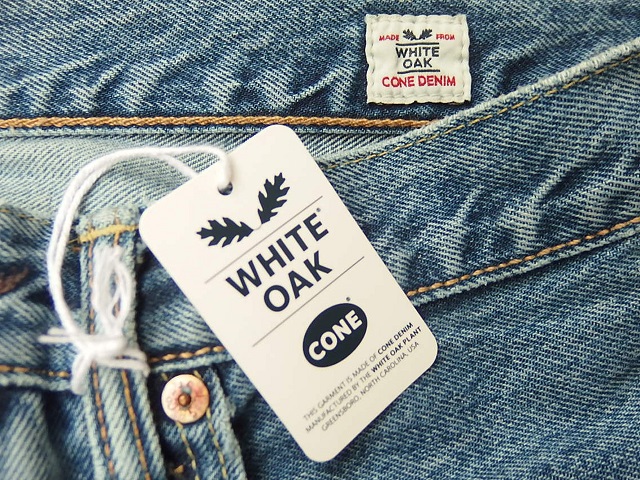 MADE FROM
WHITE
OAK
CONE DENIM
WHITE®
OAK
CONE®
THIS GARMENT IS MADE OF CONE DENIM
MANUFACTURED BY THE WHITE OAK PLANT
GREENSBORO, NORTH CAROLINA, USA